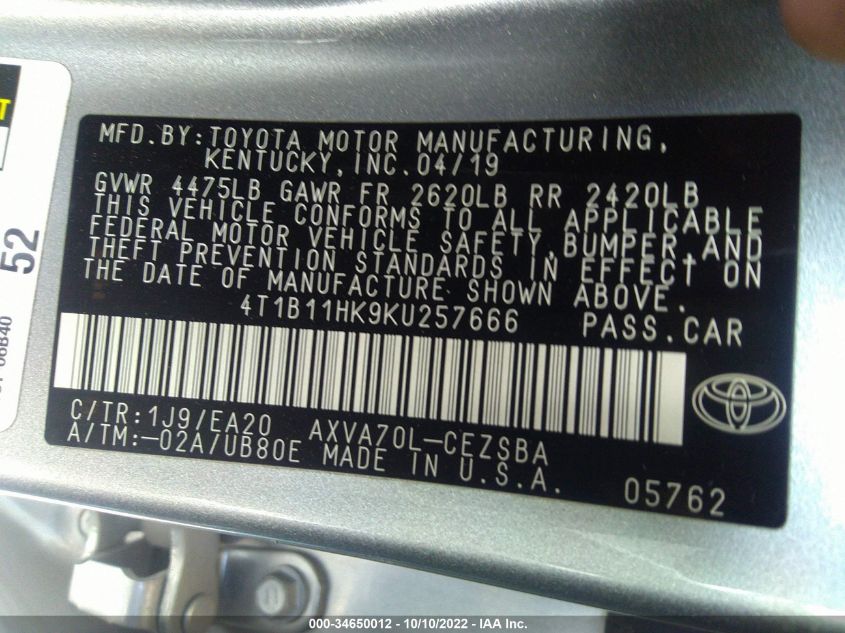 MFD.BY:TOYOTA MOTOR MANUFACTURING,
KENTUCKY,INC.04/19
GVWR 4475LB GAWR FR 2620LB RR 2420LB
THIS VEHICLE CONFORMS TO ALL APPLICABLE
FEDERAL MOTOR VEHICLE SAFETY,BUMPER,AND
THEFT PREVENTION STANDARDS IN EFFECT ON
THE DATE OF MANUFACTURE SHOWN ABOVE.
4T1B11HK9KU257666 PASS.CAR
C/TR:1J9/EA20 AXVA70L-CEZSBA
A/TM:-02A/UB80E MADE IN U.S.A.
05762
52
000-34650012 - 10/10/2022 - IAA Inc.